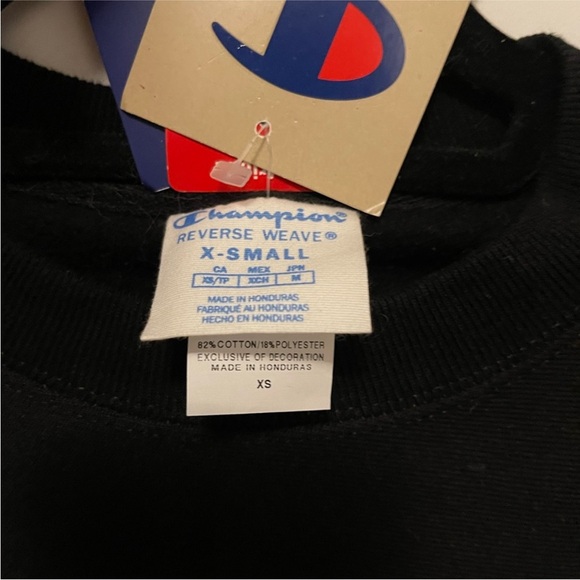 Champion®
REVERSE WEAVE®
X-SMALL
CA MEX JPN
XS/TP XCH M
MADE IN HONDURAS
FABRIQUÉ AU HONDURAS
HECHO EN HONDURAS
82%COTTON/18%POLYESTER
EXCLUSIVE OF DECORATION
MADE IN HONDURAS
XS